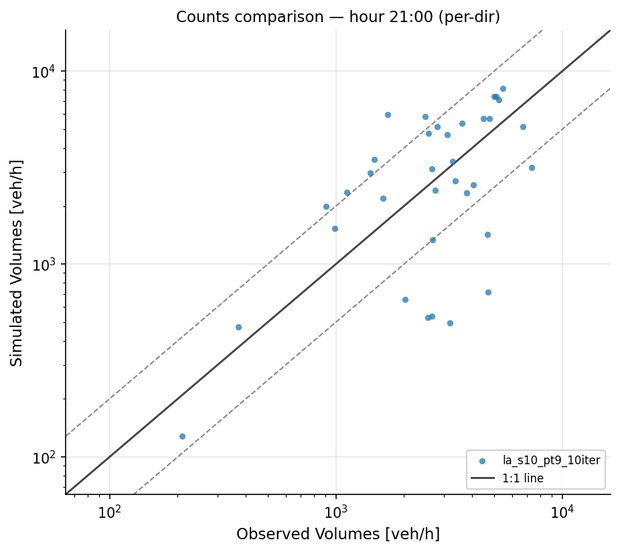 Counts comparison — hour 21:00 (per-dir)
Simulated Volumes [veh/h]
10⁴
10³
10²
10² 10³ 10⁴
Observed Volumes [veh/h]
la_s10_pt9_10iter
1:1 line